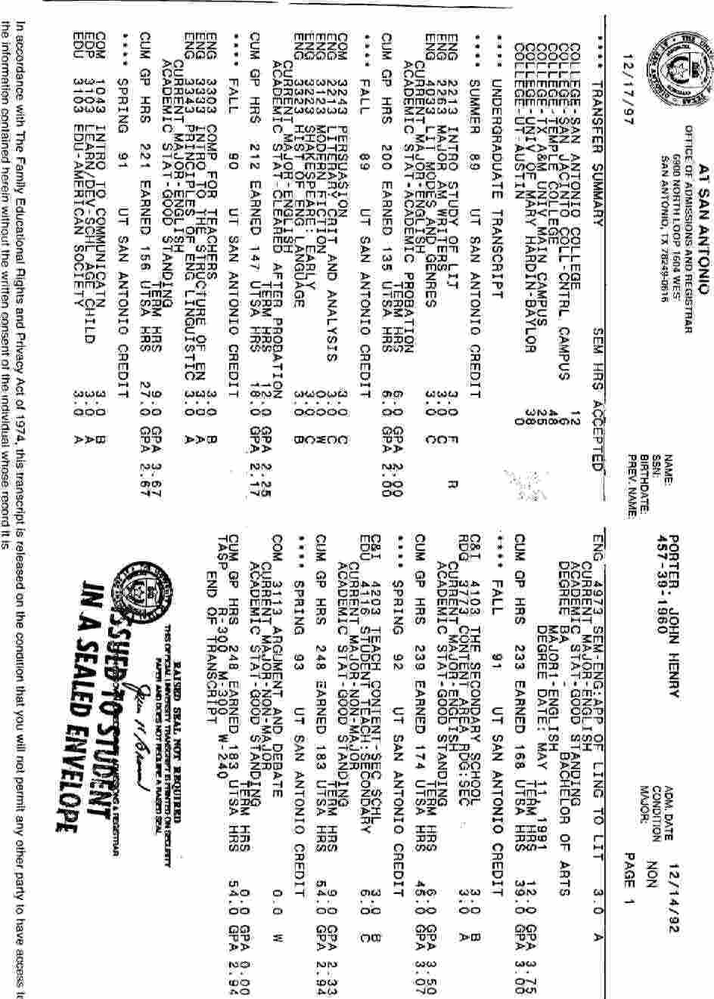 AT SAN ANTONIO
OFFICE OF ADMISSIONS AND REGISTRAR
6900 NORTH LOOP 1604 WES
SAN ANTONIO, TX 78249-0616
12/17/97
NAME: PORTER, JOHN HENRY
SSN: 457-39-1960
BIRTHDATE:
PREV. NAME:
ADM. DATE 12/14/92
CONDITION NON
MAJOR:
PAGE 1
**** TRANSFER SUMMARY SEM HRS ACCEPTED
COLLEGE-SAN ANTONIO COLLEGE 12
COLLEGE-SAN JACINTO COLL-CNTRL CAMPUS 6
COLLEGE-TEMPLE COLLEGE 48
COLLEGE-TX A&M UNIV MAIN CAMPUS 25
COLLEGE-UNIV OF MARY HARDIN-BAYLOR 38
COLLEGE-UT-AUSTIN 0
**** UNDERGRADUATE TRANSCRIPT
**** SUMMER 89 UT SAN ANTONIO CREDIT
ENG 2213 INTRO STUDY OF LIT 3.0 F R
ENG 2263 MAJOR AM WRITERS 3.0 C
ENG 4033 LIT MODES AND GENRES 3.0 C
CURRENT MAJOR-ENGLISH
ACADEMIC STAT-ACADEMIC PROBATION
TERM HRS 6.0 GPA 2.00
CUM GP HRS 200 EARNED 135 UTSA HRS 6.0 GPA 2.00
**** FALL 89 UT SAN ANTONIO CREDIT
COM 3243 PERSUASION 3.0 C
ENG 2213 LITERARY CRIT AND ANALYSIS 3.0 C
ENG 3123 MODERN FICTION 0.0 W
ENG 3223 SHAKESPEARE: EARLY 3.0 C
ENG 3323 HIST OF ENG LANGUAGE 3.0 B
CURRENT MAJOR-ENGLISH
ACADEMIC STAT-CLEARED AFTER PROBATION
TERM HRS 12.0 GPA 2.25
CUM GP HRS 212 EARNED 147 UTSA HRS 18.0 GPA 2.17
**** FALL 90 UT SAN ANTONIO CREDIT
ENG 3303 COMP FOR TEACHERS 3.0 B
ENG 3333 INTRO TO THE STRUCTURE OF EN 3.0 A
ENG 3343 PRINCIPLES OF ENG LINGUISTIC 3.0 A
CURRENT MAJOR-ENGLISH
ACADEMIC STAT-GOOD STANDING
TERM HRS 9.0 GPA 3.67
CUM GP HRS 221 EARNED 156 UTSA HRS 27.0 GPA 2.67
**** SPRING 91 UT SAN ANTONIO CREDIT
COM 1043 INTRO TO COMMUNICATN 3.0 B
EDP 3103 LEARN/DEV-SCHL AGE CHILD 3.0 A
EDU 3103 EDU-AMERICAN SOCIETY 3.0 A
ENG 4973 SEM-ENG:APP OF LING TO LIT 3.0 A
CURRENT MAJOR-ENGLISH
ACADEMIC STAT-GOOD STANDING
DEGREE BA - BACHELOR OF ARTS
MAJOR1-ENGLISH
DEGREE DATE: MAY 11 1991
TERM HRS 12.0 GPA 3.75
CUM GP HRS 233 EARNED 168 UTSA HRS 39.0 GPA 3.00
**** FALL 91 UT SAN ANTONIO CREDIT
C&I 4103 THE SECONDARY SCHOOL 3.0 B
RDG 3773 CONTENT AREA RDG:SEC 3.0 A
CURRENT MAJOR-ENGLISH
ACADEMIC STAT-GOOD STANDING
TERM HRS 6.0 GPA 3.50
CUM GP HRS 239 EARNED 174 UTSA HRS 45.0 GPA 3.07
**** SPRING 92 UT SAN ANTONIO CREDIT
C&I 4203 TEACH CONTENT-SEC SCHL 3.0 B
EDU 4116 STUDENT TEACH:SECONDARY 6.0 C
CURRENT MAJOR-NON-MAJOR
ACADEMIC STAT-GOOD STANDING
TERM HRS 9.0 GPA 2.33
CUM GP HRS 248 EARNED 183 UTSA HRS 54.0 GPA 2.94
**** SPRING 93 UT SAN ANTONIO CREDIT
COM 3113 ARGUMENT AND DEBATE 0.0 W
CURRENT MAJOR-NON-MAJOR
ACADEMIC STAT-GOOD STANDING
TERM HRS 0.0 GPA 0.00
CUM GP HRS 248 EARNED 183 UTSA HRS 54.0 GPA 2.94
TASP R-300 M-300 W-240
END OF TRANSCRIPT
RAISED SEAL NOT REQUIRED
THIS OFFICIAL UNIVERSITY TRANSCRIPT IS PRINTED ON SECURITY
PAPER AND DOES NOT REQUIRE A RAISED SEAL
ISSUED TO STUDENT
IN A SEALED ENVELOPE
In accordance with The Family Educational Rights and Privacy Act of 1974, this transcript is released on the condition that you will not permit any other party to have access to
the information contained herein without the written consent of the individual whose record it is